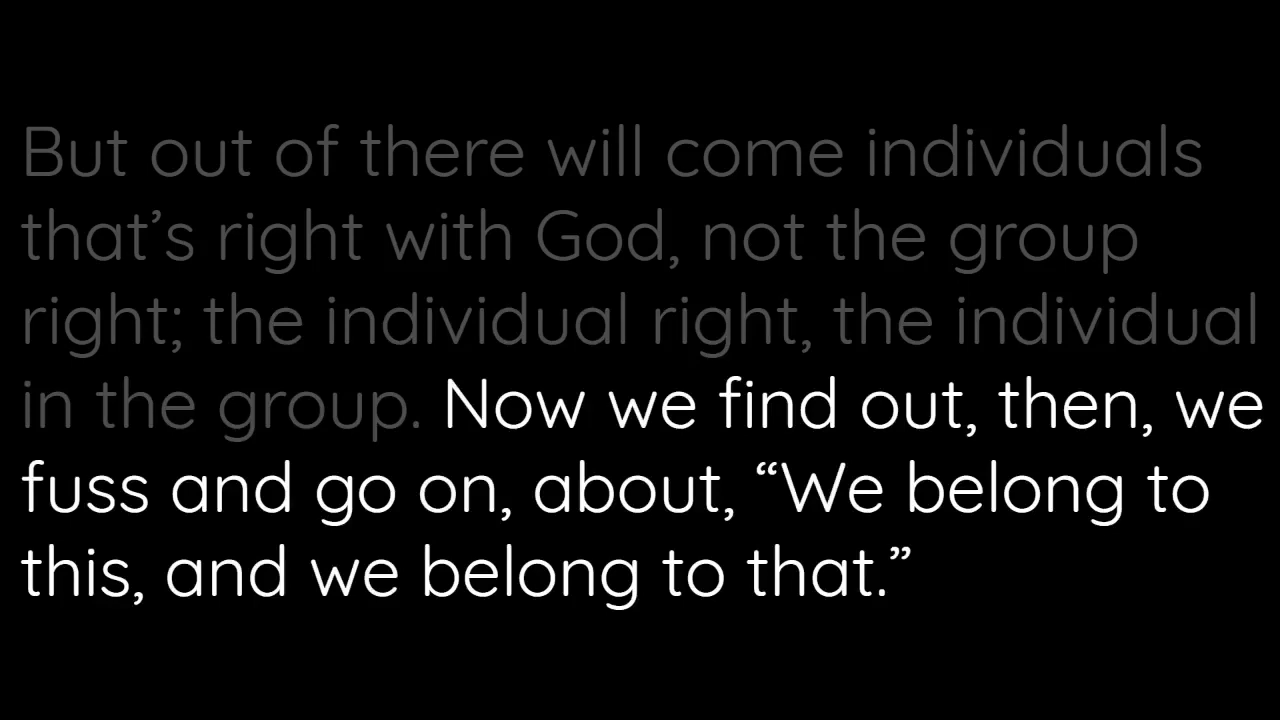 But out of there will come individuals
that’s right with God, not the group
right; the individual right, the individual
in the group. Now we find out, then, we
fuss and go on, about, “We belong to
this, and we belong to that.”